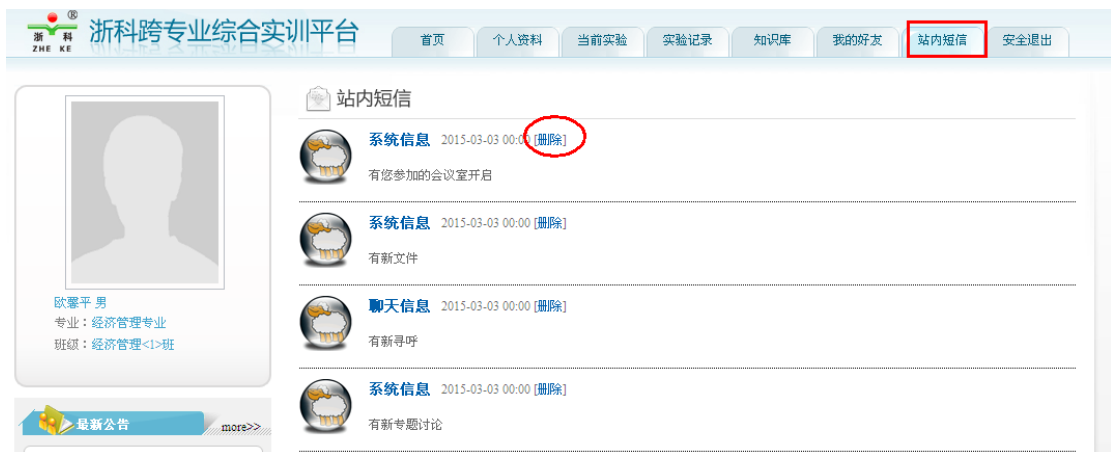 浙科 ® 浙科跨专业综合实训平台
ZHE KE
首页 个人资料 当前实验 实验记录 知识库 我的好友 站内短信 安全退出
站内短信
系统信息 2015-03-03 00:00 [删除]
有您参加的会议室开启
系统信息 2015-03-03 00:00 [删除]
有新文件
聊天信息 2015-03-03 00:00 [删除]
有新寻呼
系统信息 2015-03-03 00:00 [删除]
有新专题讨论
欧馨平 男
专业：经济管理专业
班级：经济管理<1>班
最新公告 more>>